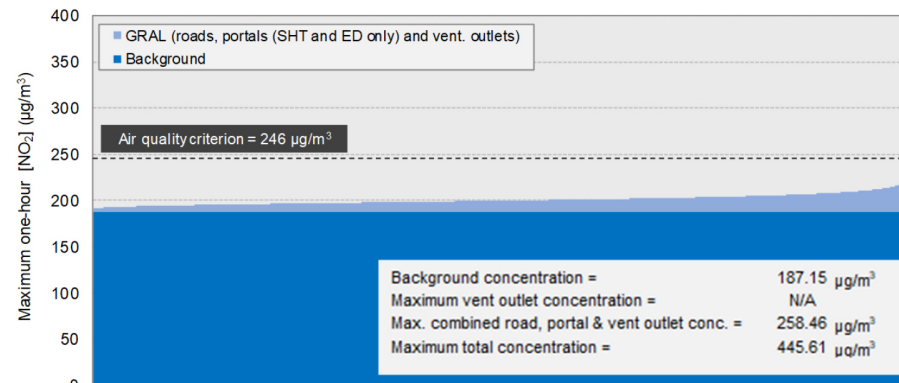 400
GRAL (roads, portals (SHT and ED only) and vent. outlets)
Background
350
300
Air quality criterion = 246 µg/m³
250
200
150
100
50
0
Maximum one-hour [NO₂] (µg/m³)
Background concentration = 187.15 µg/m³
Maximum vent outlet concentration = N/A
Max. combined road, portal & vent outlet conc. = 258.46 µg/m³
Maximum total concentration = 445.61 µg/m³